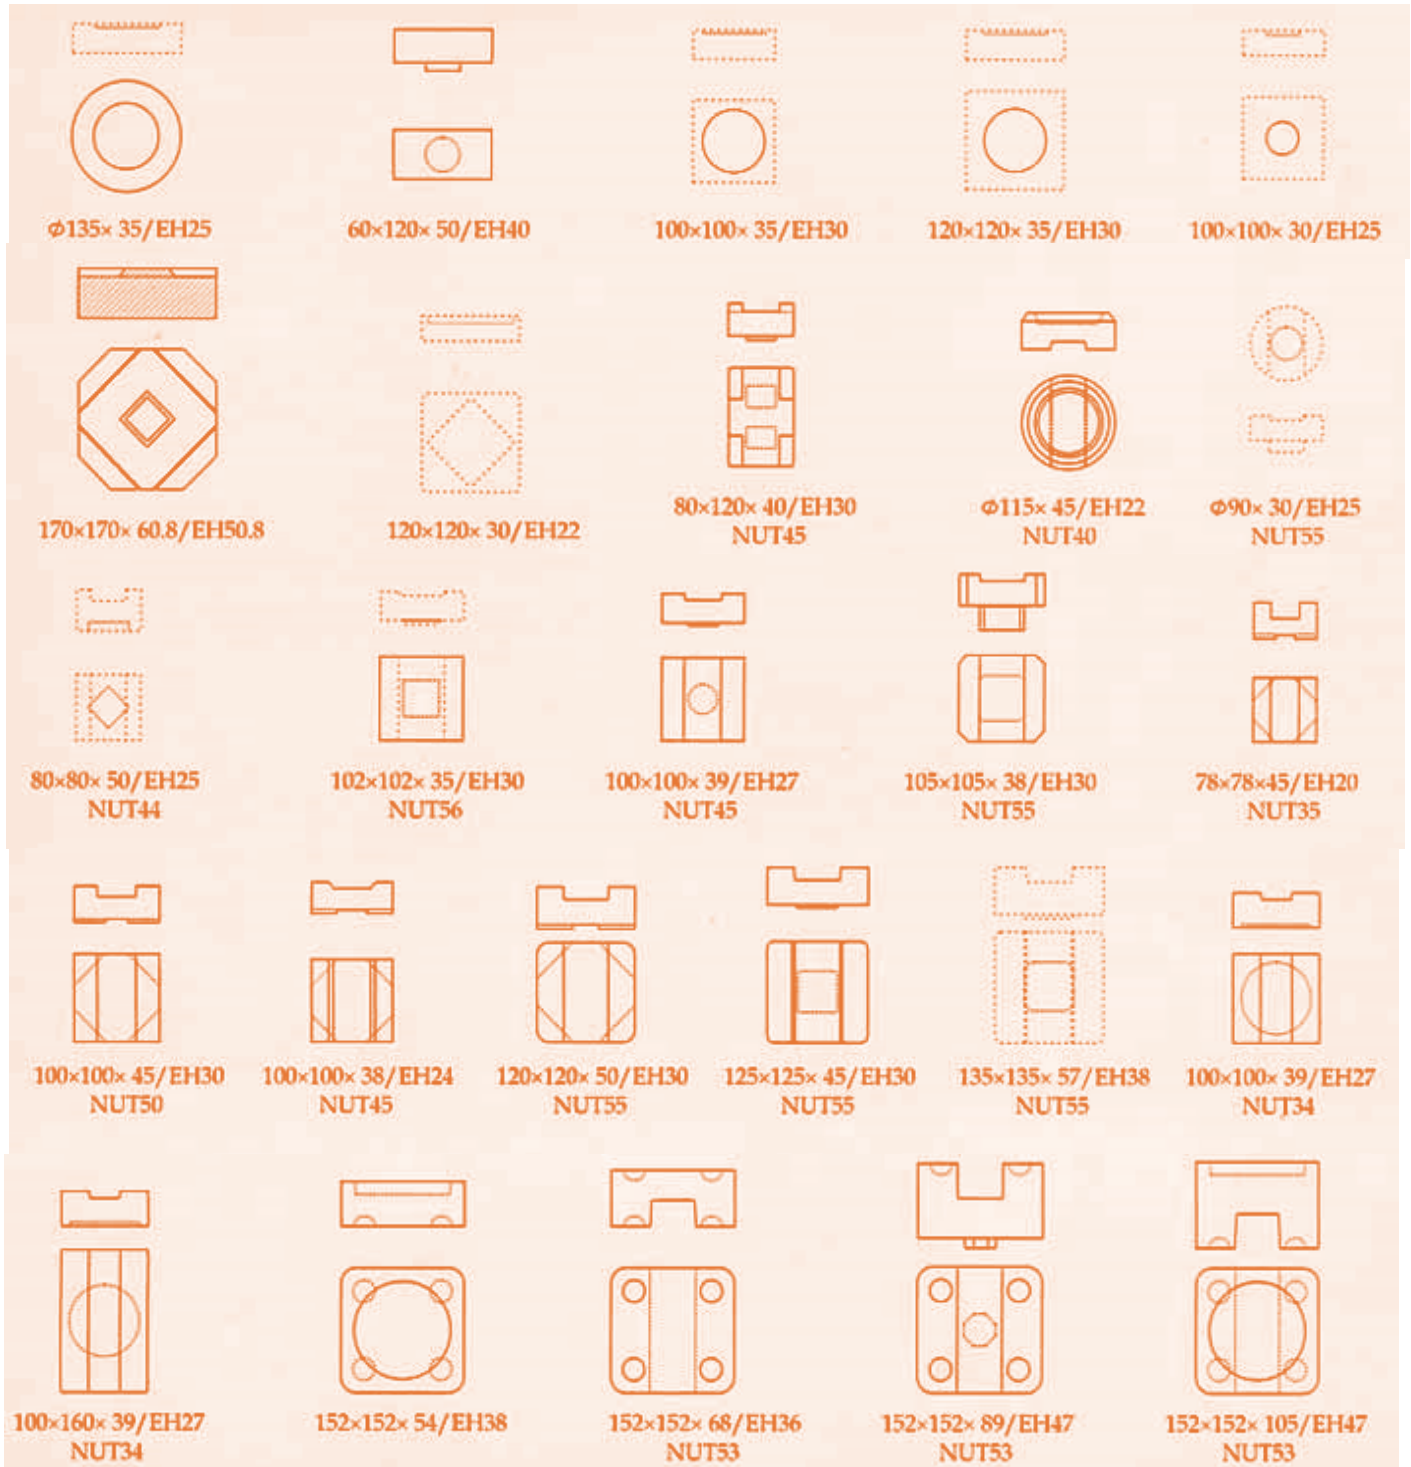 Φ135× 35/EH25
60×120× 50/EH40
100×100× 35/EH30
120×120× 35/EH30
100×100× 30/EH25
170×170× 60.8/EH50.8
120×120× 30/EH22
80×120× 40/EH30
NUT45
Φ115× 45/EH22
NUT40
Φ90× 30/EH25
NUT55
80×80× 50/EH25
NUT44
102×102× 35/EH30
NUT56
100×100× 39/EH27
NUT45
105×105× 38/EH30
NUT55
78×78×45/EH20
NUT35
100×100× 45/EH30
NUT50
100×100× 38/EH24
NUT45
120×120× 50/EH30
NUT55
125×125× 45/EH30
NUT55
135×135× 57/EH38
NUT55
100×100× 39/EH27
NUT34
100×160× 39/EH27
NUT34
152×152× 54/EH38
152×152× 68/EH36
NUT53
152×152× 89/EH47
NUT53
152×152× 105/EH47
NUT53